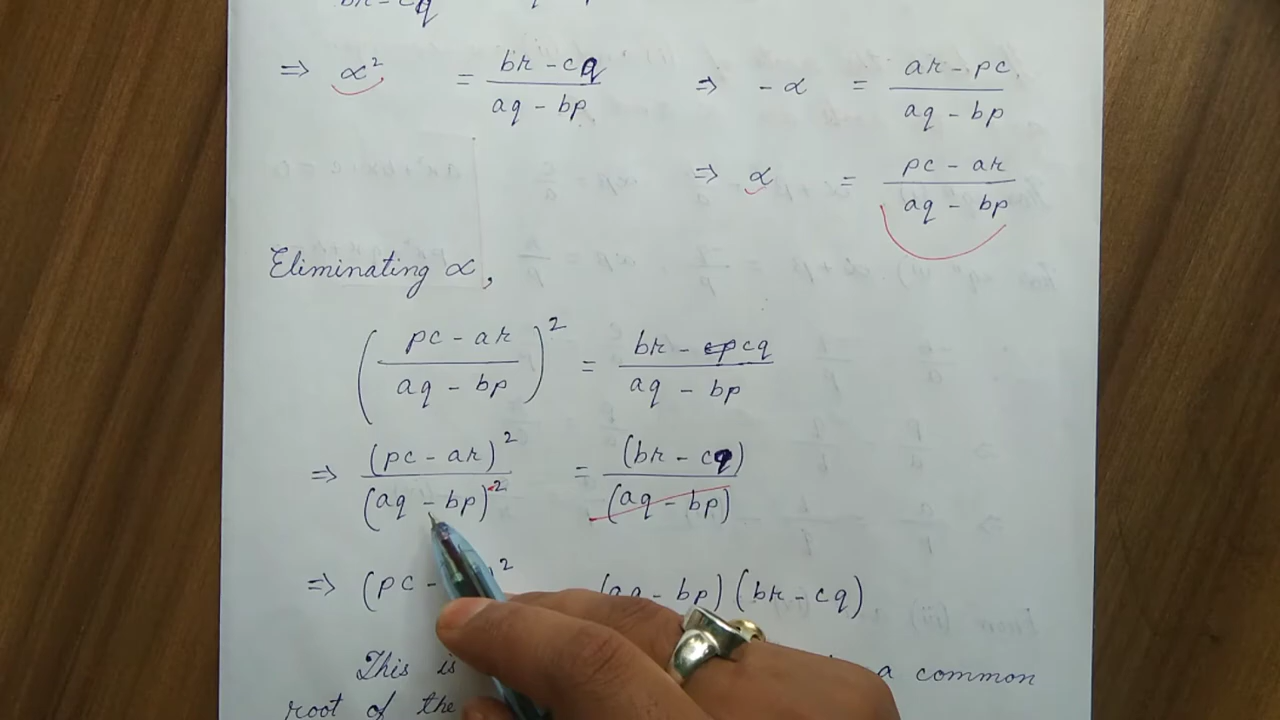 br - cq
⇒ α² = (br - cq)/(aq - bp) ⇒ - α = (ar - pc)/(aq - bp)
⇒ α = (pc - ar)/(aq - bp)
Eliminating α,
((pc - ar)/(aq - bp))² = (br - cq)/(aq - bp)
⇒ (pc - ar)²/(aq - bp)² = (br - cq)/(aq - bp)
⇒ (pc - )² (aq - bp)(br - cq)
This is a common
root of the